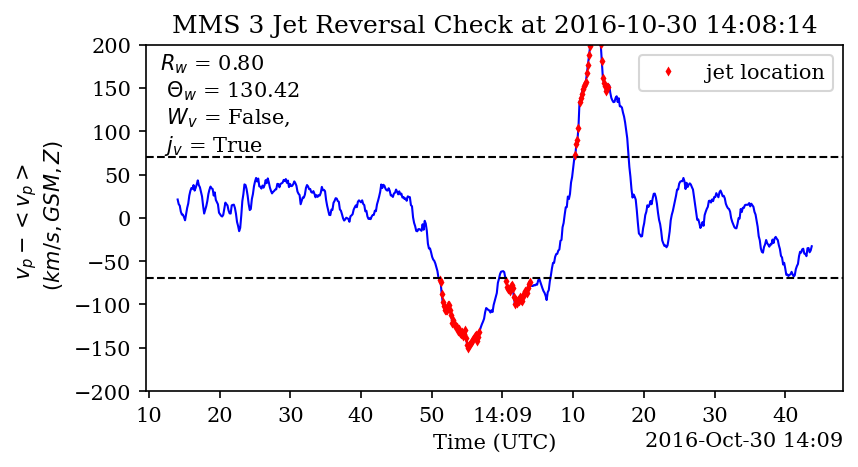 MMS 3 Jet Reversal Check at 2016-10-30 14:08:14
R_w = 0.80
Θ_w = 130.42
W_v = False,
j_v = True
jet location
v_p − < v_p >
(km/s, GSM, Z)
200
150
100
50
0
−50
−100
−150
−200
10 20 30 40 50 14:09 10 20 30 40
Time (UTC)
2016-Oct-30 14:09